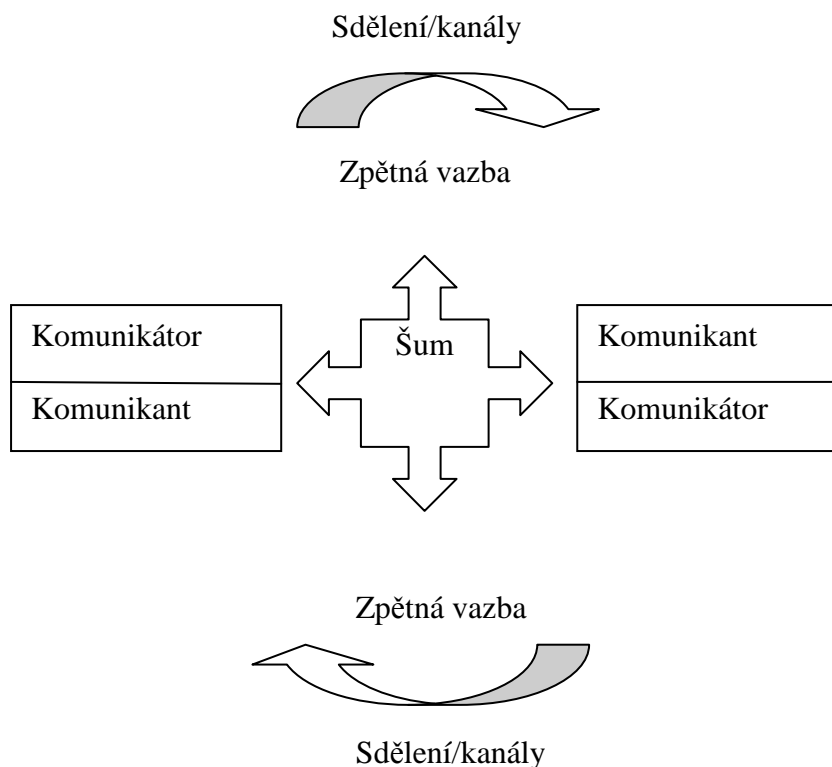 Sdělení/kanály
Zpětná vazba
Komunikátor
Komunikant
Šum
Komunikant
Komunikátor
Zpětná vazba
Sdělení/kanály